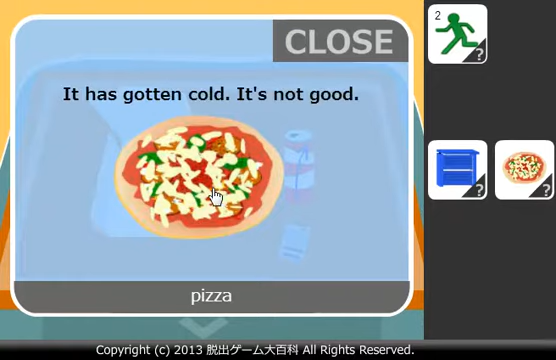 CLOSE
2
It has gotten cold. It's not good.
?
? ?
pizza
Copyright (c) 2013 脱出ゲーム大百科 All Rights Reserved.